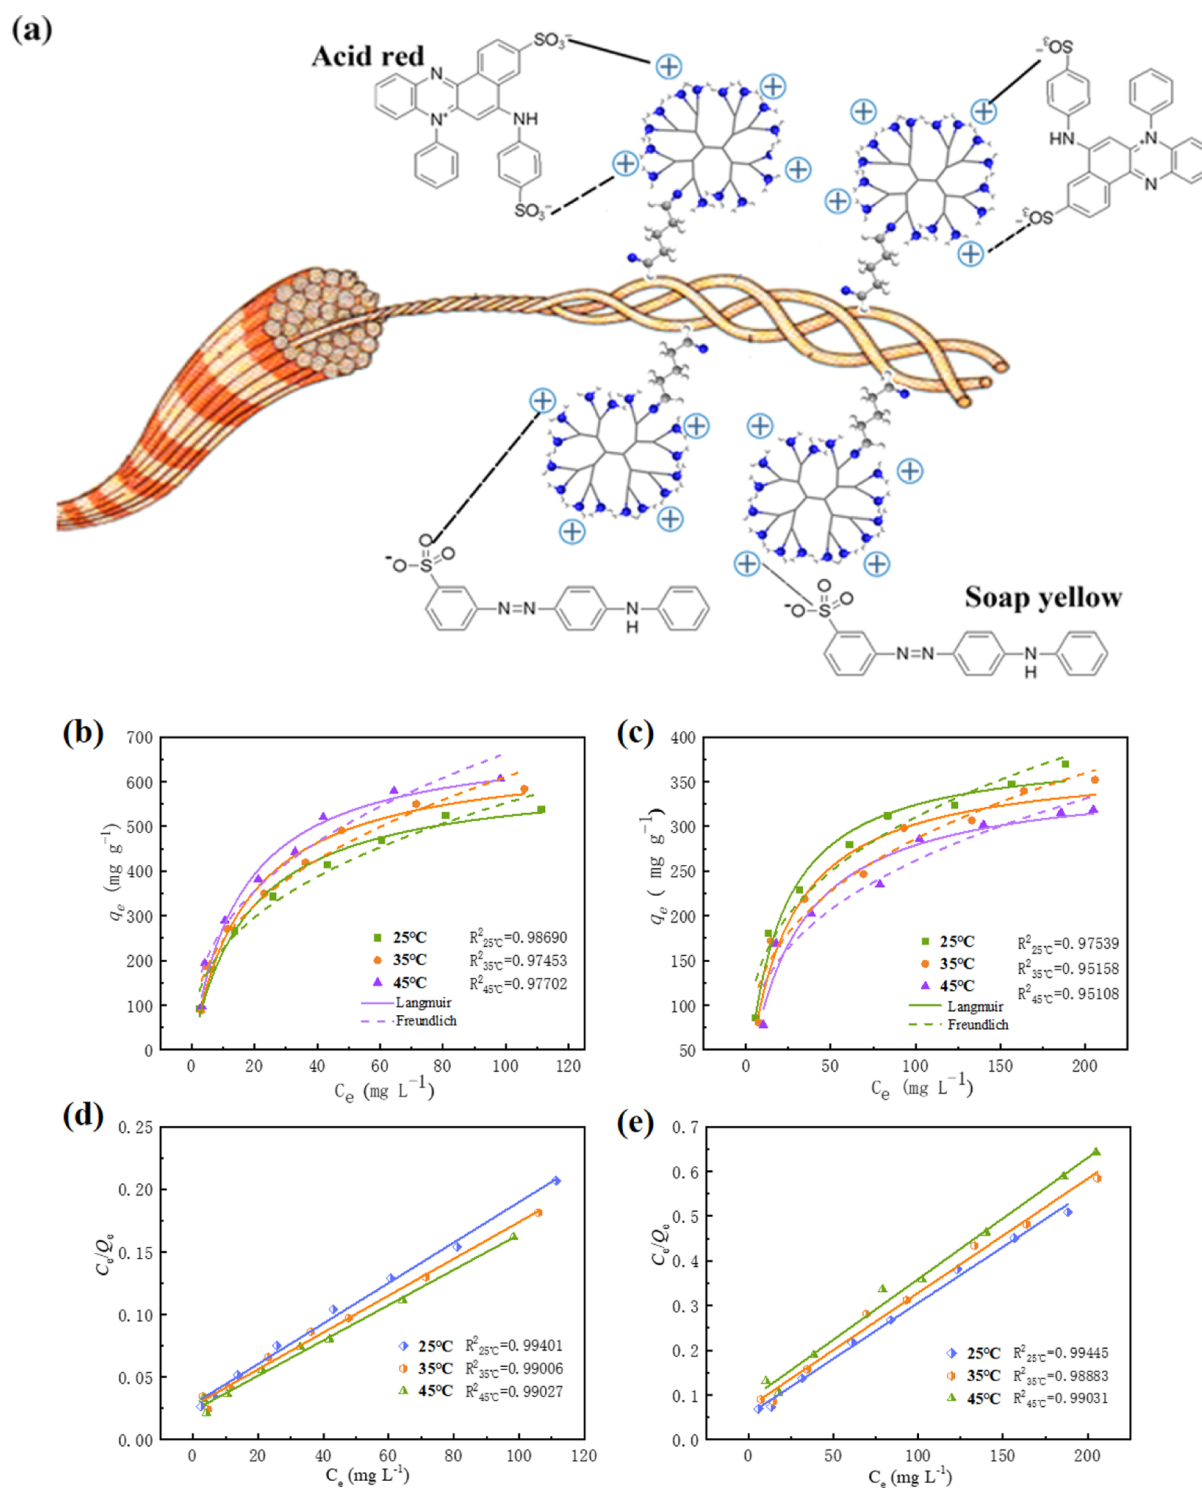 (a)
Acid red
SO3−
N
N+
NH
SO3−
−O3S
HN
N+
N
−O3S
O
-O-S=O
N=N
N
H
Soap yellow
O
-O-S=O
N=N
N
H
(b)
700
600
500
400
300
200
100
0
qe (mg g−1)
25°C R²25℃=0.98690
35°C R²35℃=0.97453
45°C R²45℃=0.97702
Langmuir
Freundlich
0 20 40 60 80 100 120
Ce (mg L−1)
(c)
400
350
300
250
200
150
100
50
qe ( mg g−1)
25°C R²25℃=0.97539
35°C R²35℃=0.95158
45°C R²45℃=0.95108
Langmuir
Freundlich
0 50 100 150 200
Ce (mg L−1)
(d)
0.25
0.20
0.15
0.10
0.05
0.00
Ce/Qe
25°C R²25℃=0.99401
35°C R²35℃=0.99006
45°C R²45℃=0.99027
0 20 40 60 80 100 120
Ce (mg L-1)
(e)
0.7
0.6
0.5
0.4
0.3
0.2
0.1
0.0
Ce/Qe
25°C R²25℃=0.99445
35°C R²35℃=0.98883
45°C R²45℃=0.99031
0 50 100 150 200
Ce (mg L-1)